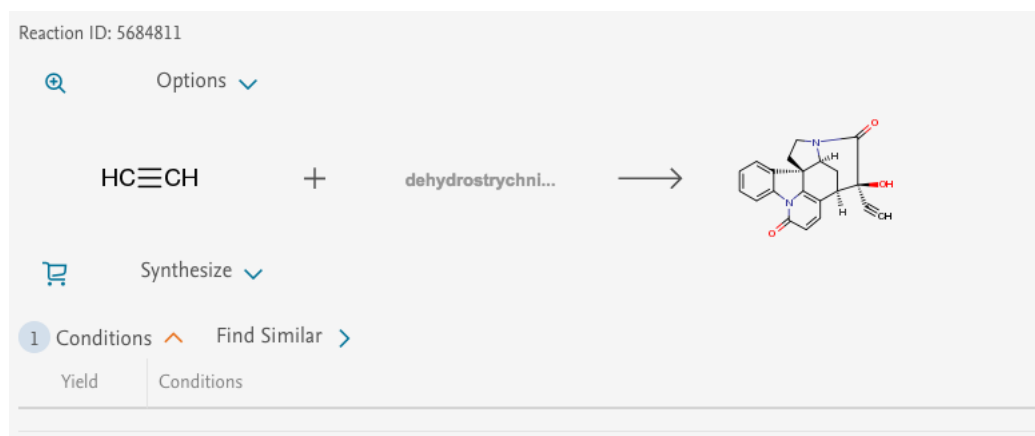 Reaction ID: 5684811
Options
HC≡CH + dehydrostrychni... →
O
N
H
OH
N
H
CH
O
Synthesize
1 Conditions Find Similar
Yield Conditions